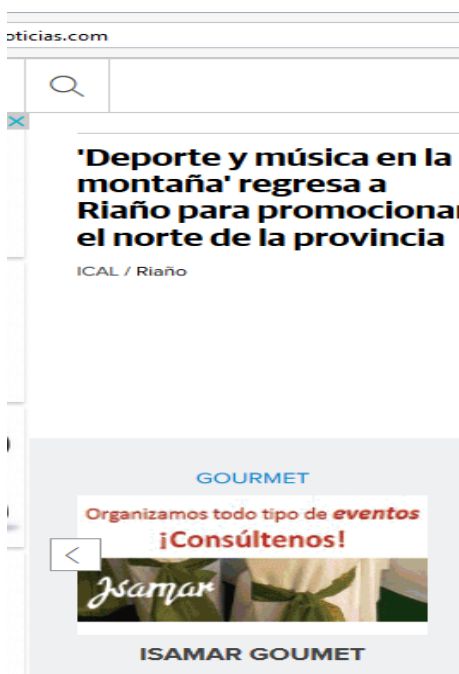 oticias.com
'Deporte y música en la
montaña' regresa a
Riaño para promocionar
el norte de la provincia
ICAL / Riaño
GOURMET
Organizamos todo tipo de eventos
¡Consúltenos!
Isamar
ISAMAR GOUMET